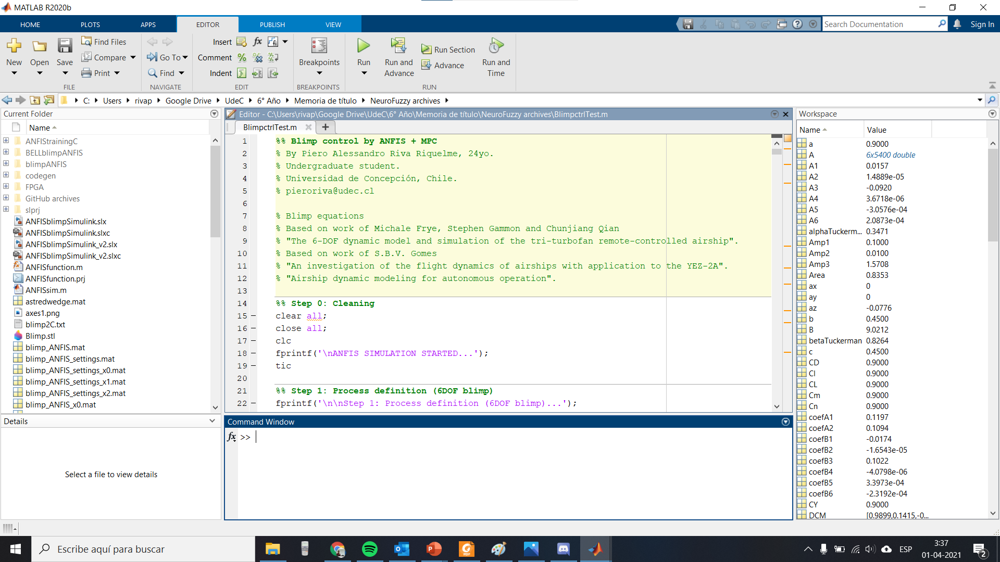 MATLAB R2020b
HOME
PLOTS
APPS
EDITOR
PUBLISH
VIEW
Search Documentation
Sign In
New
Open
Save
Find Files
Compare
Print
FILE
Go To
Find
NAVIGATE
Insert
fx
Comment
Indent
EDIT
Breakpoints
BREAKPOINTS
Run
Run and
Advance
Run Section
Advance
Run and
Time
RUN
C:
Users
rivap
Google Drive
UdeC
6° Año
Memoria de título
NeuroFuzzy archives
Current Folder
Name
ANFIStrainingC
BELLblimpANFIS
blimpANFIS
codegen
FPGA
GitHub archives
slprj
ANFISblimpSimulink.slx
ANFISblimpSimulink.slxc
ANFISblimpSimulink_v2.slx
ANFISblimpSimulink_v2.slxc
ANFISfunction.m
ANFISfunction.prj
ANFISsim.m
astredwedge.mat
axes1.png
blimp2C.txt
Blimp.stl
blimp_ANFIS.mat
blimp_ANFIS_settings.mat
blimp_ANFIS_settings_x0.mat
blimp_ANFIS_settings_x1.mat
blimp_ANFIS_settings_x2.mat
blimp_ANFIS_x0.mat
Details
Select a file to view details
Editor - C:\Users\rivap\Google Drive\UdeC\6° Año\Memoria de título\NeuroFuzzy archives\BlimpctrlTest.m
BlimpctrlTest.m
1 %% Blimp control by ANFIS + MPC
2 % By Piero Alessandro Riva Riquelme, 24yo.
3 % Undergraduate student.
4 % Universidad de Concepción, Chile.
5 % pieroriva@udec.cl
6
7 % Blimp equations
8 % Based on work of Michale Frye, Stephen Gammon and Chunjiang Qian
9 % "The 6-DOF dynamic model and simulation of the tri-turbofan remote-controlled airship".
10 % Based on work of S.B.V. Gomes
11 % "An investigation of the flight dynamics of airships with application to the YEZ-2A".
12 % "Airship dynamic modeling for autonomous operation".
13
14 %% Step 0: Cleaning
15 clear all;
16 close all;
17 clc
18 fprintf('\nANFIS SIMULATION STARTED...');
19 tic
20
21 %% Step 1: Process definition (6DOF blimp)
22 fprintf('\n\nStep 1: Process definition (6DOF blimp)...');
Command Window
fx >>
Workspace
Name Value
a 0.9000
A 6x5400 double
A1 0.0157
A2 1.4889e-05
A3 -0.0920
A4 3.6718e-06
A5 -3.0576e-04
A6 2.0873e-04
alphaTuckerm... 0.3471
Amp1 0.1000
Amp2 0.0100
Amp3 1.5708
Area 0.8353
ax 0
ay 0
az -0.0776
b 0.4500
B 9.0212
betaTuckerman 0.8264
c 0.4500
CD 0.9000
Cl 0.9000
CL 0.9000
Cm 0.9000
Cn 0.9000
coefA1 0.1197
coefA2 0.1094
coefB1 -0.0174
coefB2 -1.6543e-05
coefB3 0.1022
coefB4 -4.0798e-06
coefB5 3.3973e-04
coefB6 -2.3192e-04
CY 0.9000
DCM [0.9899,0.1415,-0...
Escribe aquí para buscar
ESP
3:37
01-04-2021
2